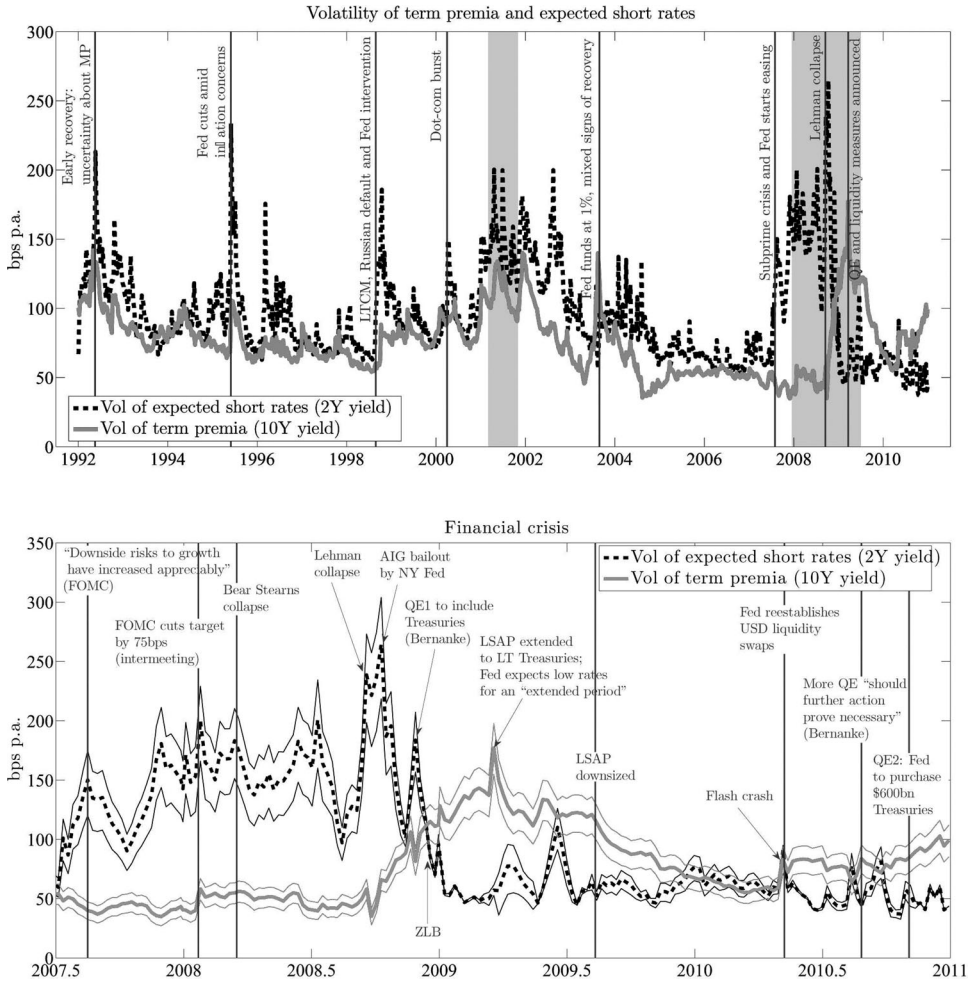 Volatility of term premia and expected short rates
300
250
200
150
100
50
0
bps p.a.
Early recovery:
uncertainty about MP
Fed cuts amid
in▯ation concerns
LTCM, Russian default and Fed intervention
Dot-com burst
Fed funds at 1%, mixed signs of recovery
Subprime crisis and Fed starts easing
Lehman collapse
QE and liquidity measures announced
Vol of expected short rates (2Y yield)
Vol of term premia (10Y yield)
1992
1994
1996
1998
2000
2002
2004
2006
2008
2010
Financial crisis
350
300
250
200
150
100
50
0
bps p.a.
"Downside risks to growth
have increased appreciably"
(FOMC)
FOMC cuts target
by 75bps
(intermeeting)
Bear Stearns
collapse
Lehman
collapse
AIG bailout
by NY Fed
QE1 to include
Treasuries
(Bernanke)
LSAP extended
to LT Treasuries;
Fed expects low rates
for an "extended period"
ZLB
LSAP
downsized
Vol of expected short rates (2Y yield)
Vol of term premia (10Y yield)
Fed reestablishes
USD liquidity
swaps
Flash crash
More QE "should
further action
prove necessary"
(Bernanke)
QE2: Fed
to purchase
$600bn
Treasuries
2007.5
2008
2008.5
2009
2009.5
2010
2010.5
2011